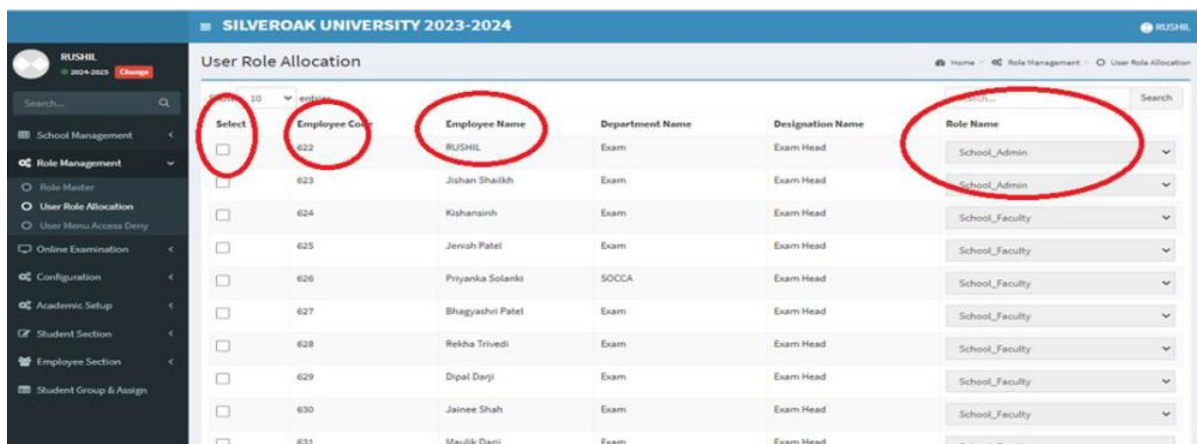 SILVEROAK UNIVERSITY 2023-2024
RUSHIL
RUSHIL
2024-2025 Change
User Role Allocation
Home - Role Management - User Role Allocation
Search...
School Management
Role Management
Role Master
User Role Allocation
User Menu Access Deny
Online Examination
Configuration
Academic Setup
Student Section
Employee Section
Student Group & Assign
10 entries
Search... Search
Select Employee Code Employee Name Department Name Designation Name Role Name
622 RUSHIL Exam Exam Head School_Admin
623 Jishan Shaikh Exam Exam Head School_Admin
624 Kishansinh Exam Exam Head School_Faculty
625 Jenish Patel Exam Exam Head School_Faculty
626 Priyanka Solanki SOCCA Exam Head School_Faculty
627 Bhagyashri Patel Exam Exam Head School_Faculty
628 Rekha Trivedi Exam Exam Head School_Faculty
629 Dipal Darji Exam Exam Head School_Faculty
630 Jainee Shah Exam Exam Head School_Faculty
631 Maulik Darji Exam Exam Head